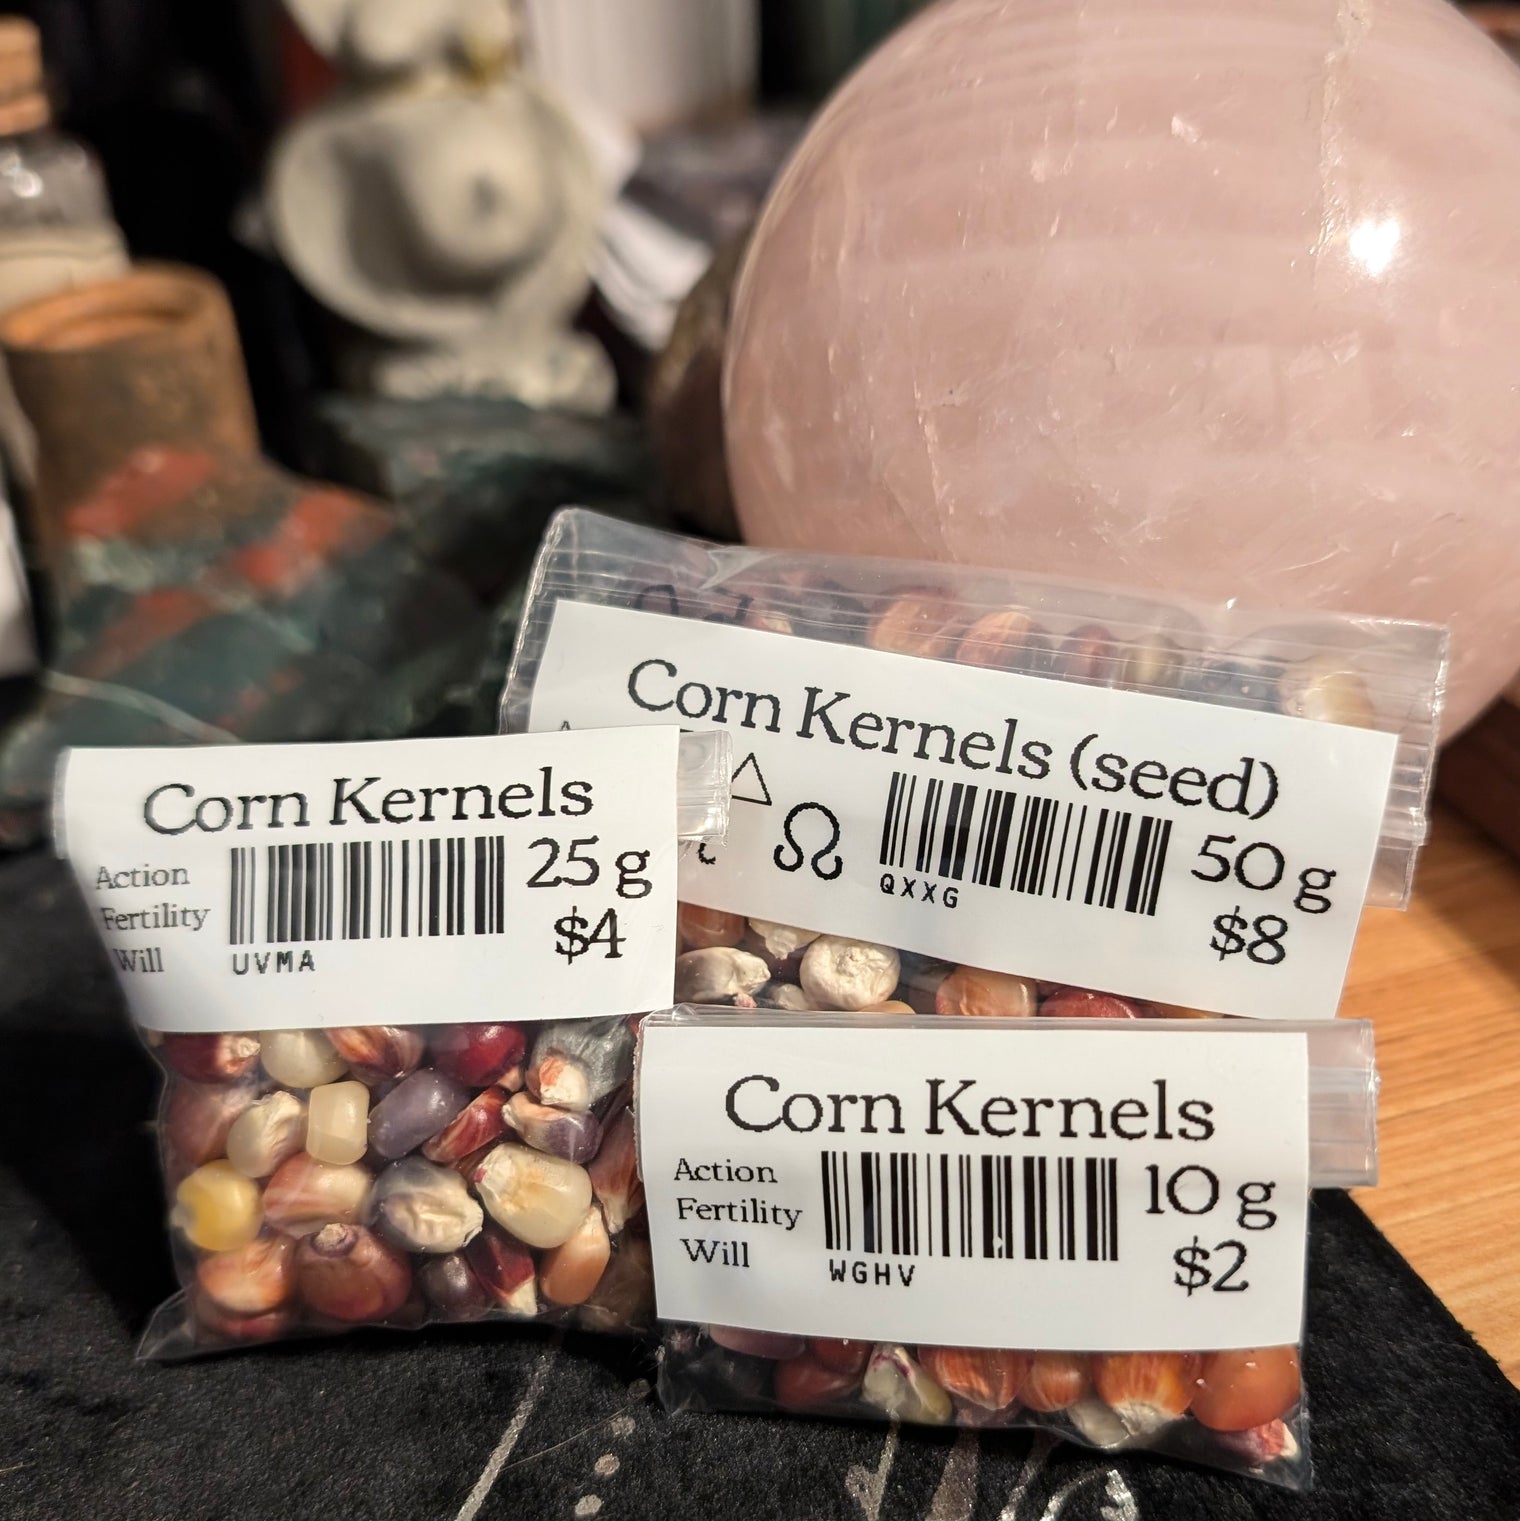 Corn Kernels (seed)
50 g
$8
QXXG
Corn Kernels
Action
Fertility
Will
25 g
$4
UVMA
Corn Kernels
Action
Fertility
Will
10 g
$2
WGHV